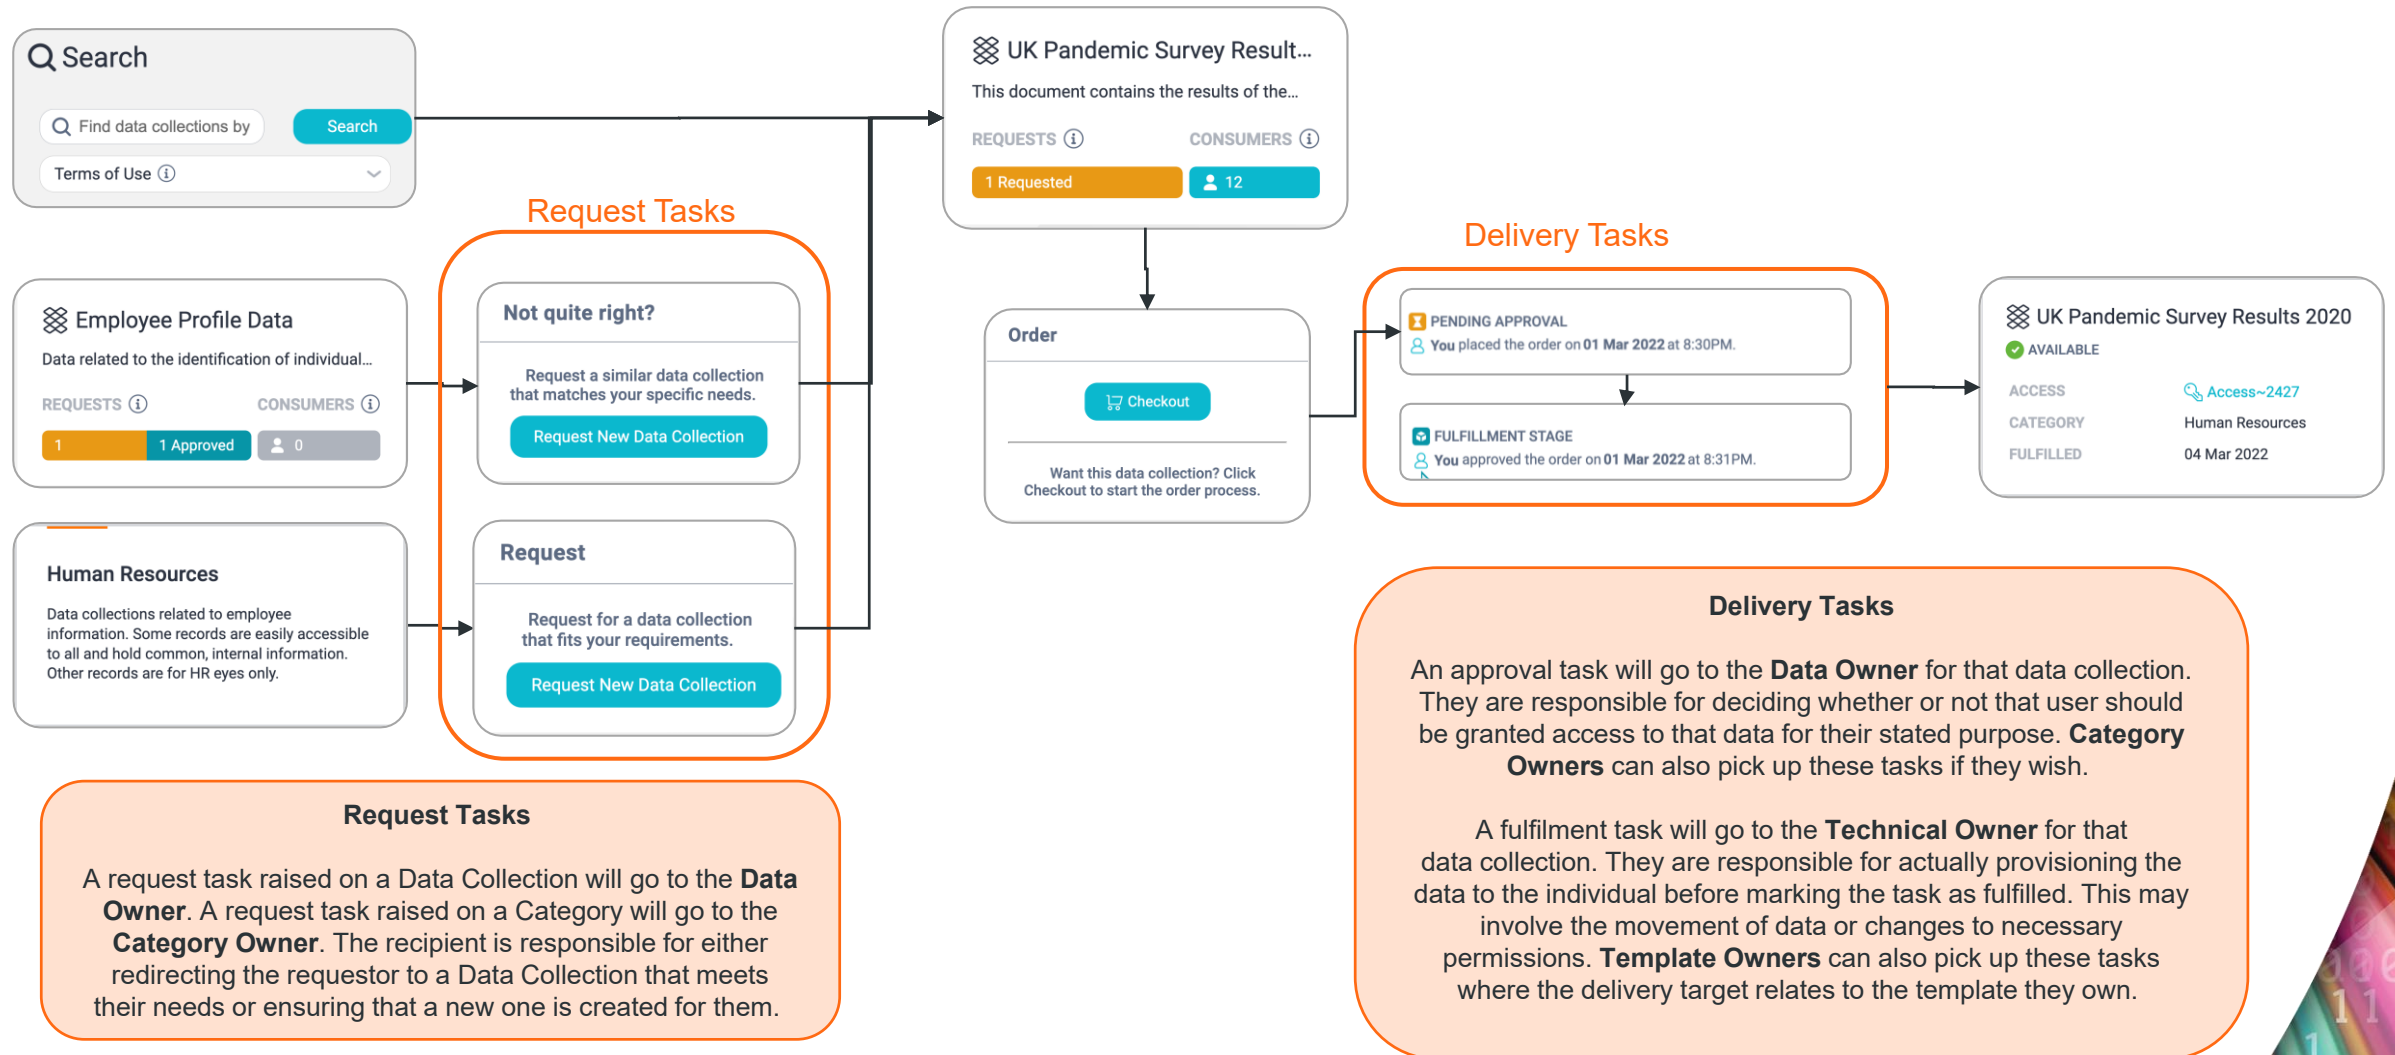 Search
Find data collections by
Search
Terms of Use
Employee Profile Data
Data related to the identification of individual...
REQUESTS
CONSUMERS
1
1 Approved
0
Human Resources
Data collections related to employee
information. Some records are easily accessible
to all and hold common, internal information.
Other records are for HR eyes only.
Request Tasks
Not quite right?
Request a similar data collection
that matches your specific needs.
Request New Data Collection
Request
Request for a data collection
that fits your requirements.
Request New Data Collection
Request Tasks
A request task raised on a Data Collection will go to the Data
Owner. A request task raised on a Category will go to the
Category Owner. The recipient is responsible for either
redirecting the requestor to a Data Collection that meets
their needs or ensuring that a new one is created for them.
UK Pandemic Survey Result...
This document contains the results of the...
REQUESTS
CONSUMERS
1 Requested
12
Order
Checkout
Want this data collection? Click
Checkout to start the order process.
Delivery Tasks
PENDING APPROVAL
You placed the order on 01 Mar 2022 at 8:30PM.
FULFILLMENT STAGE
You approved the order on 01 Mar 2022 at 8:31PM.
UK Pandemic Survey Results 2020
AVAILABLE
ACCESS Access~2427
CATEGORY Human Resources
FULFILLED 04 Mar 2022
Delivery Tasks
An approval task will go to the Data Owner for that data collection.
They are responsible for deciding whether or not that user should
be granted access to that data for their stated purpose. Category
Owners can also pick up these tasks if they wish.
A fulfilment task will go to the Technical Owner for that
data collection. They are responsible for actually provisioning the
data to the individual before marking the task as fulfilled. This may
involve the movement of data or changes to necessary
permissions. Template Owners can also pick up these tasks
where the delivery target relates to the template they own.